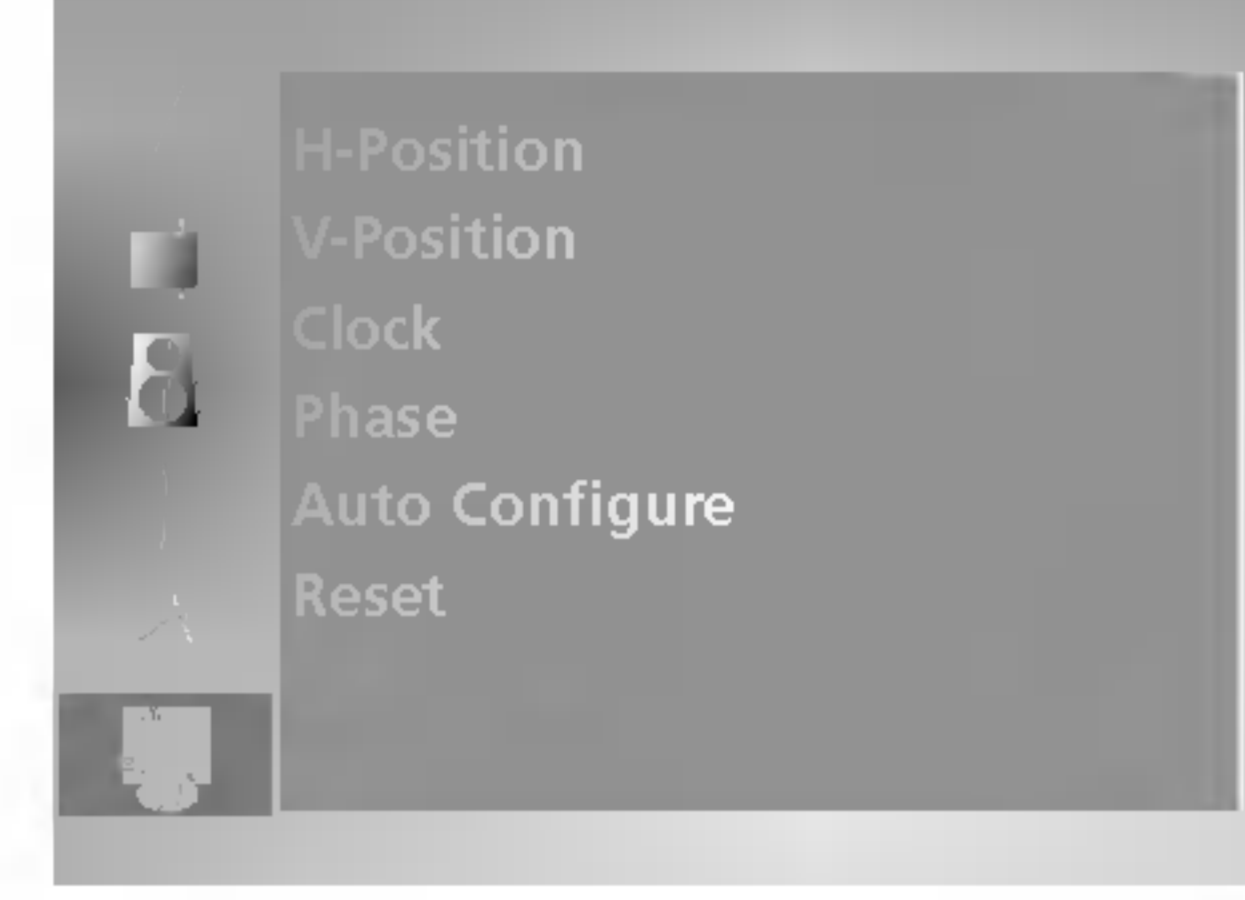 H-Position
V-Position
Clock
Phase
Auto Configure
Reset